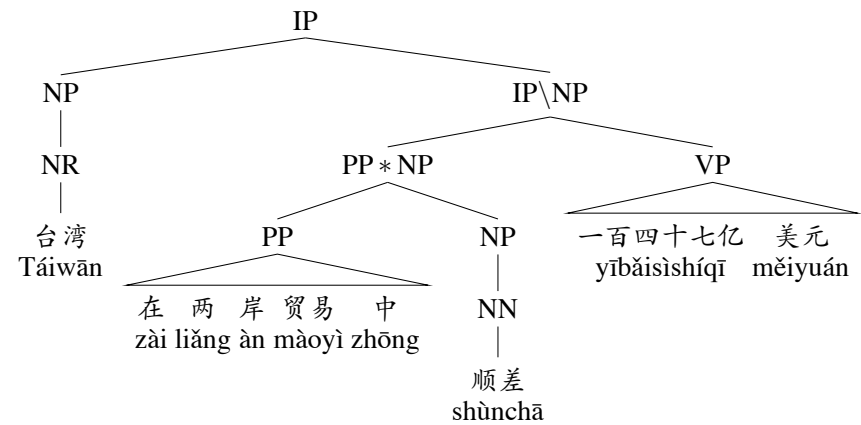 IP
NP IP\NP
NR PP ∗ NP VP
台湾 PP NP 一百四十七亿 美元
Táiwān yībǎisìshíqī měiyuán
在 两 岸 贸易 中 NN
zài liǎng àn màoyì zhōng
顺差
shùnchā